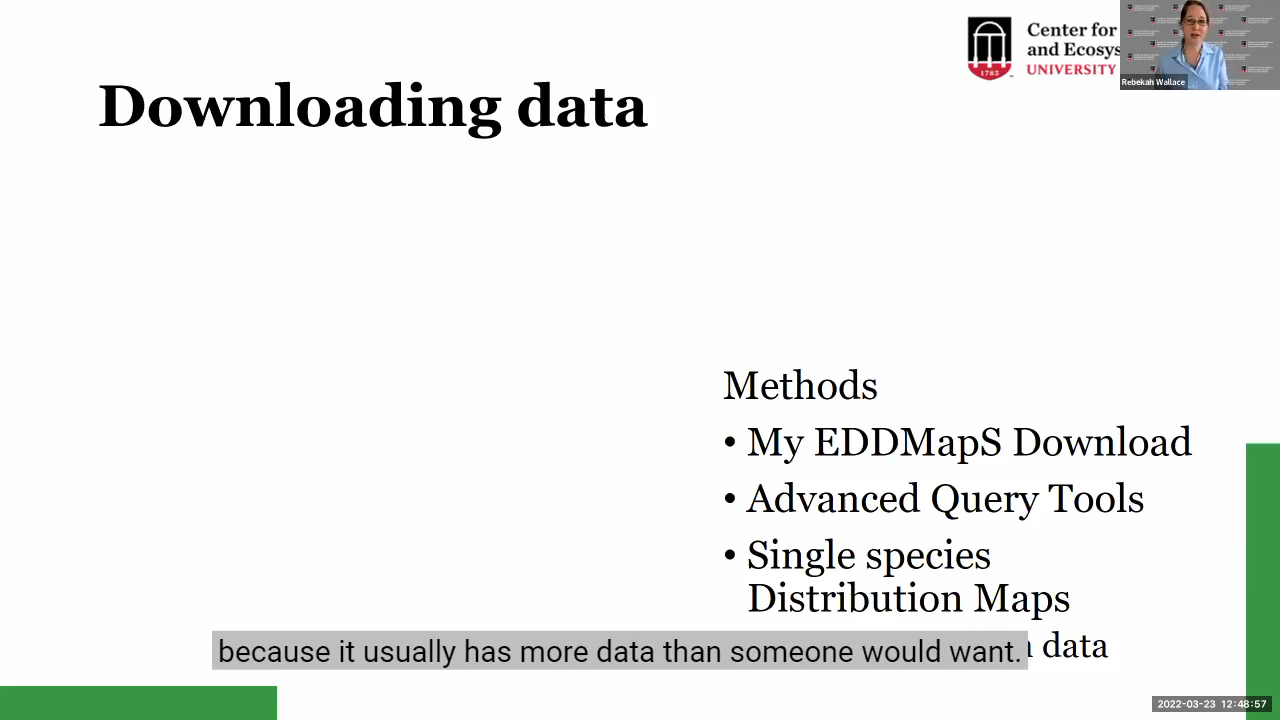 Center for
and Ecosys
UNIVERSITY
1785
Rebekah Wallace
Downloading data
Methods
• My EDDMapS Download
• Advanced Query Tools
• Single species
Distribution Maps
data
because it usually has more data than someone would want.
2022-03-23 12:48:57